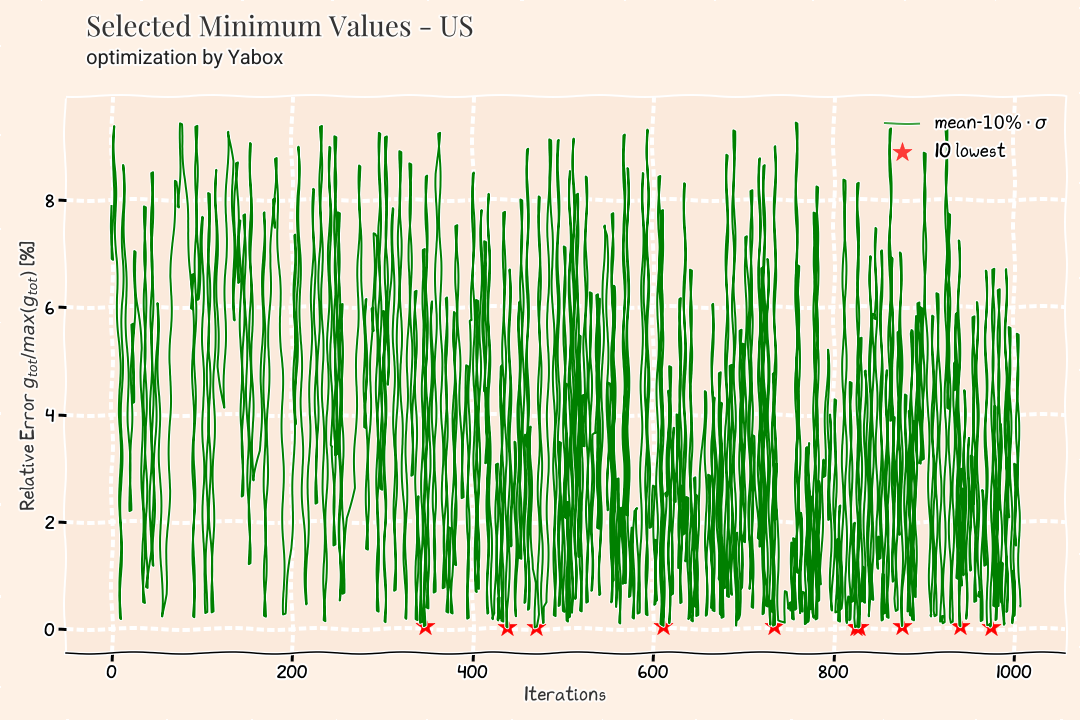 Selected Minimum Values - US
optimization by Yabox
mean-10% · σ
10 lowest
Relative Error g_tot/max(g_tot) [%]
8
6
4
2
0
0 200 400 600 800 1000
Iterations